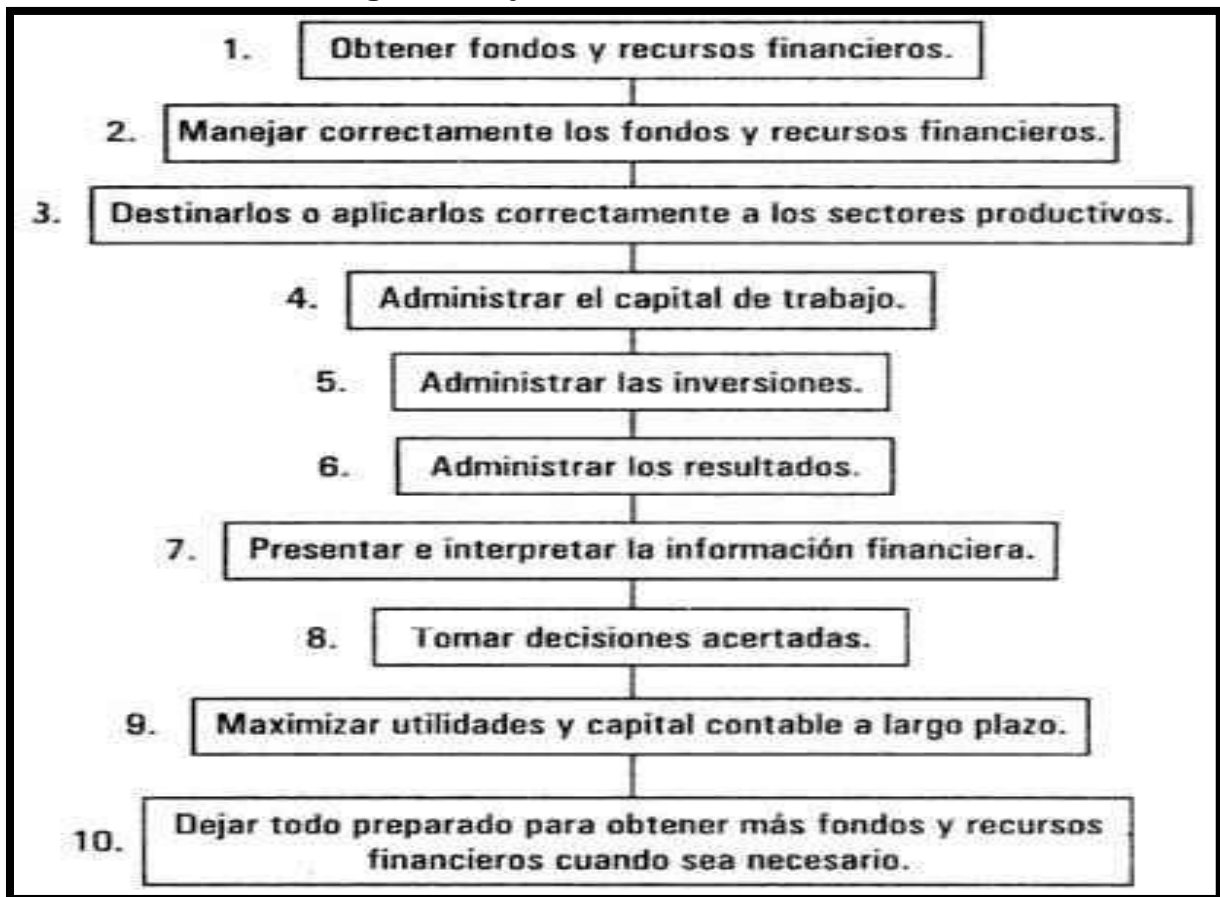 1. Obtener fondos y recursos financieros.
2. Manejar correctamente los fondos y recursos financieros.
3. Destinarlos o aplicarlos correctamente a los sectores productivos.
4. Administrar el capital de trabajo.
5. Administrar las inversiones.
6. Administrar los resultados.
7. Presentar e interpretar la información financiera.
8. Tomar decisiones acertadas.
9. Maximizar utilidades y capital contable a largo plazo.
10. Dejar todo preparado para obtener más fondos y recursos
financieros cuando sea necesario.